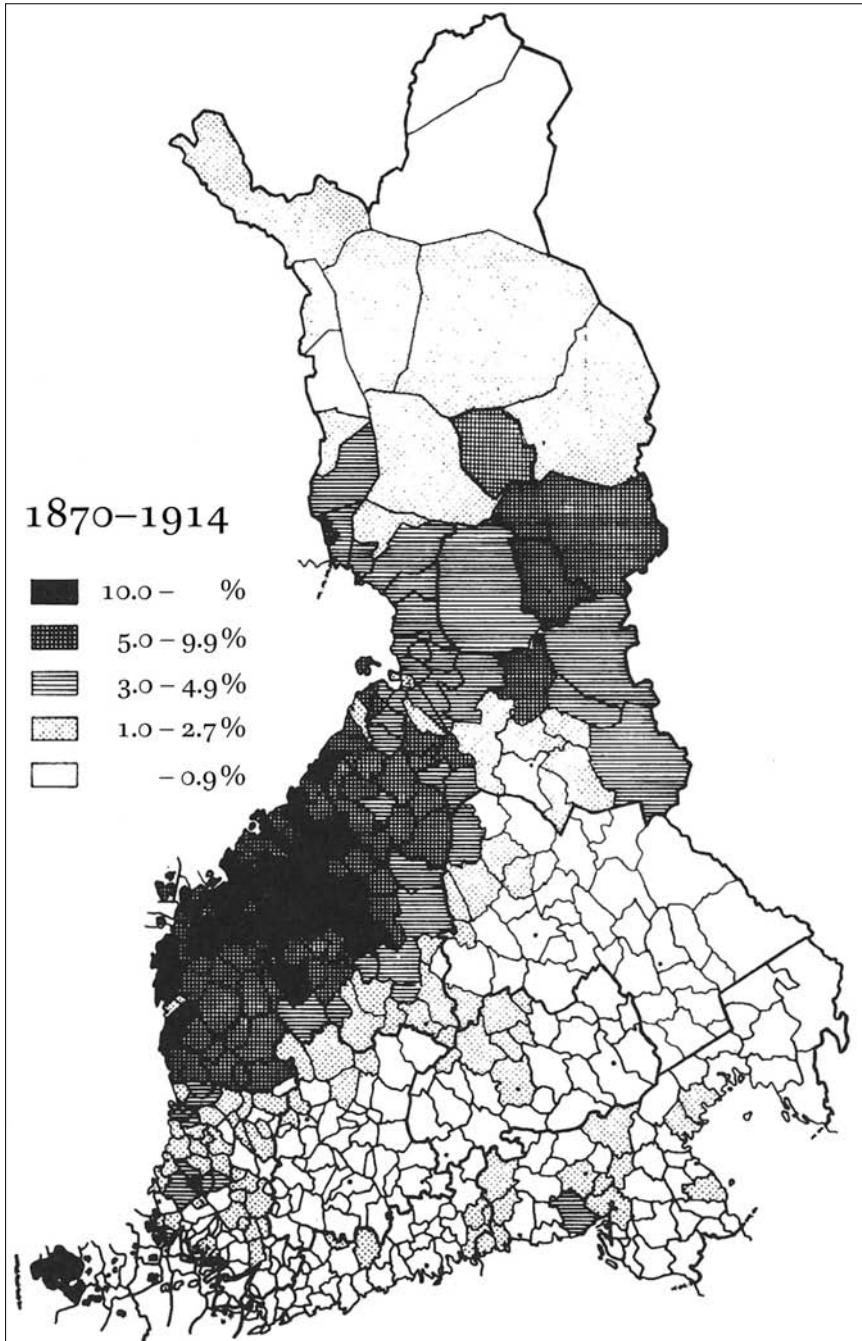 1870–1914
10.0 – %
5.0 – 9.9 %
3.0 – 4.9 %
1.0 – 2.7 %
– 0.9 %